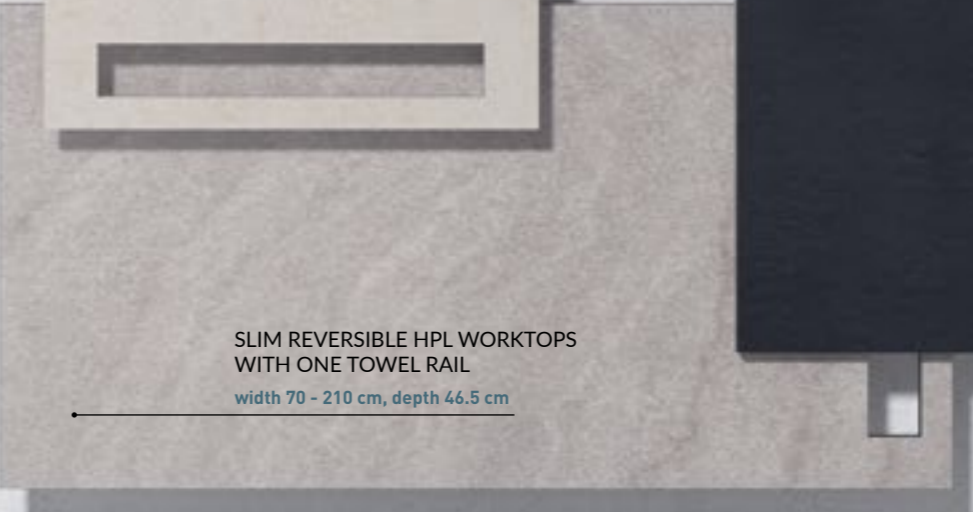 SLIM REVERSIBLE HPL WORKTOPS
WITH ONE TOWEL RAIL
width 70 - 210 cm, depth 46.5 cm